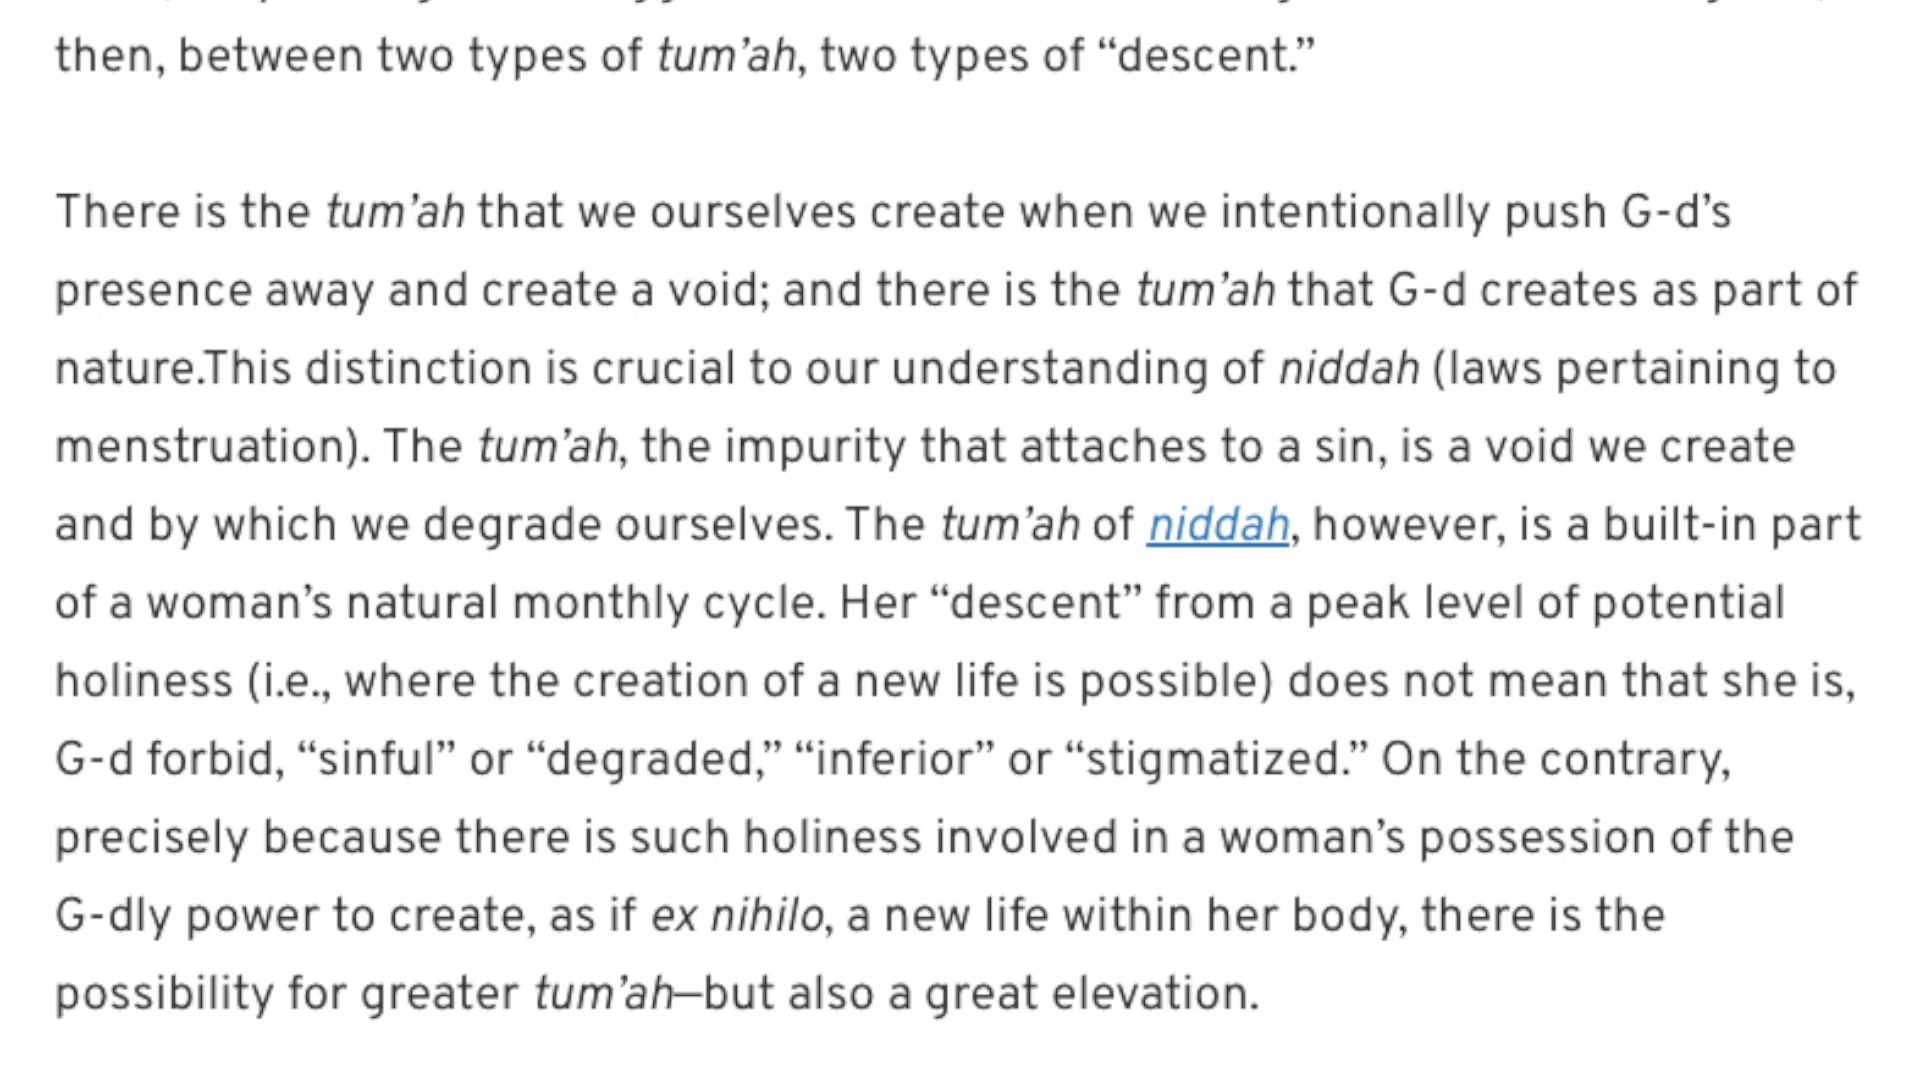 then, between two types of tum’ah, two types of “descent.”
There is the tum’ah that we ourselves create when we intentionally push G-d’s
presence away and create a void; and there is the tum’ah that G-d creates as part of
nature.This distinction is crucial to our understanding of niddah (laws pertaining to
menstruation). The tum’ah, the impurity that attaches to a sin, is a void we create
and by which we degrade ourselves. The tum’ah of niddah, however, is a built-in part
of a woman’s natural monthly cycle. Her “descent” from a peak level of potential
holiness (i.e., where the creation of a new life is possible) does not mean that she is,
G-d forbid, “sinful” or “degraded,” “inferior” or “stigmatized.” On the contrary,
precisely because there is such holiness involved in a woman’s possession of the
G-dly power to create, as if ex nihilo, a new life within her body, there is the
possibility for greater tum’ah—but also a great elevation.